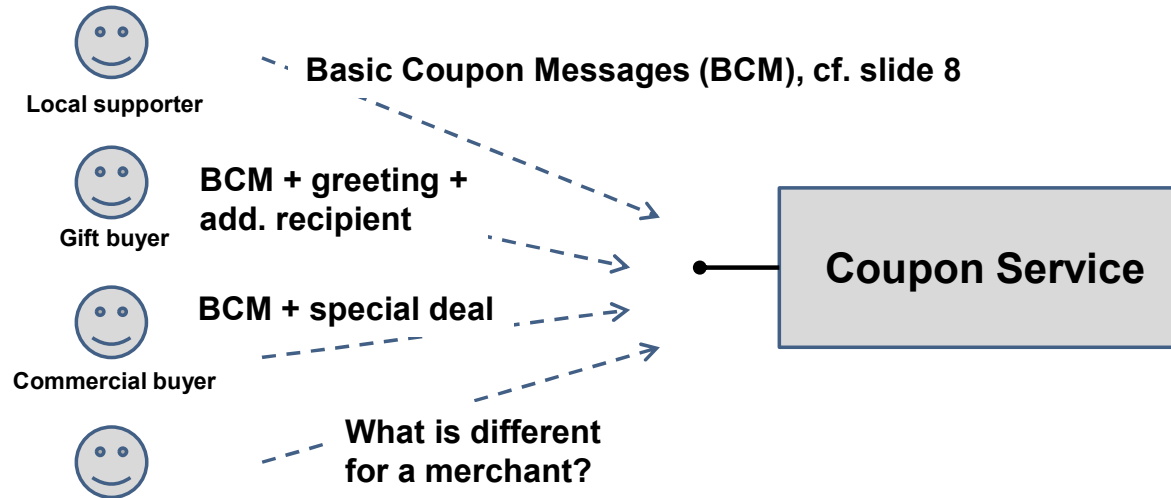 Basic Coupon Messages (BCM), cf. slide 8
Local supporter
BCM + greeting +
add. recipient
Gift buyer
Coupon Service
BCM + special deal
Commercial buyer
What is different
for a merchant?